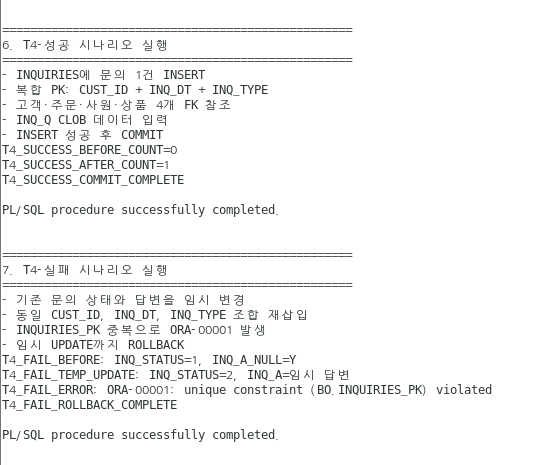 ==================================================
6. T4-성공 시나리오 실행
==================================================
- INQUIRIES에 문의 1건 INSERT
- 복합 PK: CUST_ID + INQ_DT + INQ_TYPE
- 고객·주문·사원·상품 4개 FK 참조
- INQ_Q CLOB 데이터 입력
- INSERT 성공 후 COMMIT
T4_SUCCESS_BEFORE_COUNT=0
T4_SUCCESS_AFTER_COUNT=1
T4_SUCCESS_COMMIT_COMPLETE
PL/SQL procedure successfully completed.
==================================================
7. T4-실패 시나리오 실행
==================================================
- 기존 문의 상태와 답변을 임시 변경
- 동일 CUST_ID, INQ_DT, INQ_TYPE 조합 재삽입
- INQUIRIES_PK 중복으로 ORA-00001 발생
- 임시 UPDATE까지 ROLLBACK
T4_FAIL_BEFORE: INQ_STATUS=1, INQ_A_NULL=Y
T4_FAIL_TEMP_UPDATE: INQ_STATUS=2, INQ_A=임시 답변
T4_FAIL_ERROR: ORA-00001: unique constraint (BO.INQUIRIES_PK) violated
T4_FAIL_ROLLBACK_COMPLETE
PL/SQL procedure successfully completed.